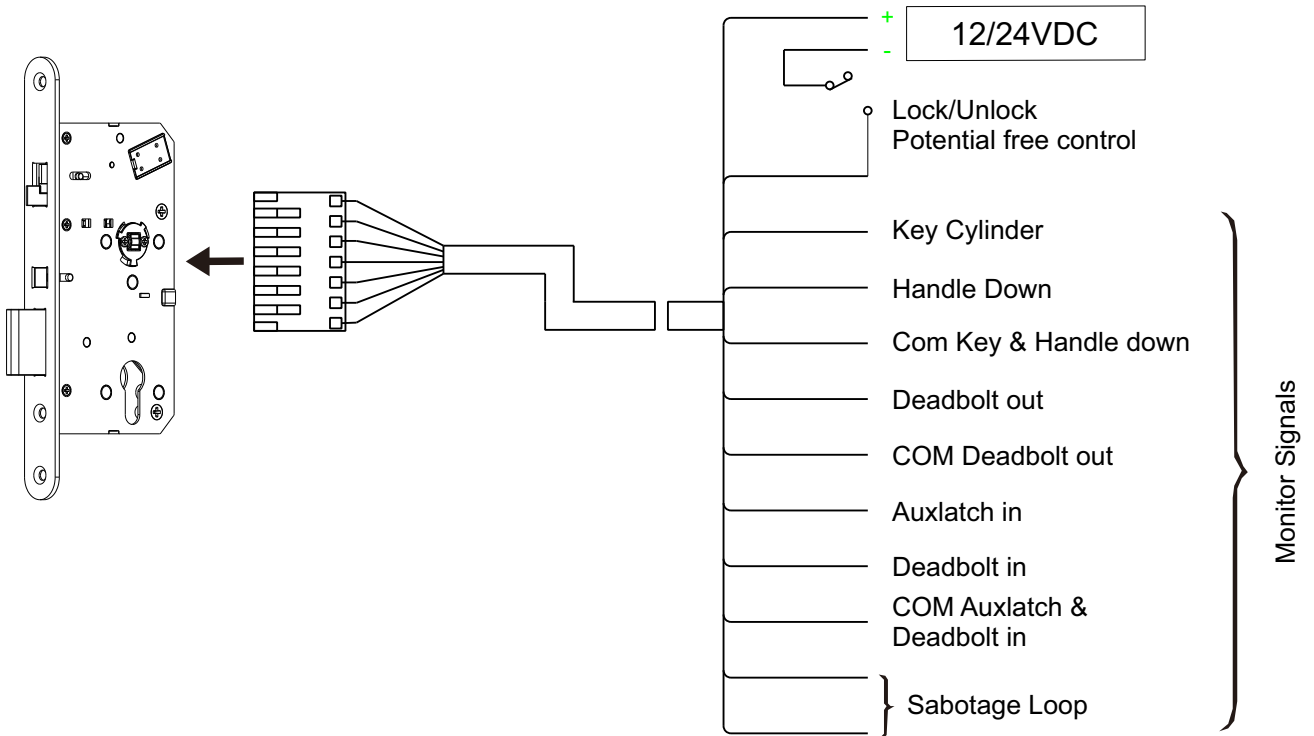 +
12/24VDC
-
Lock/Unlock
Potential free control
Key Cylinder
Handle Down
Com Key & Handle down
Deadbolt out
COM Deadbolt out
Auxlatch in
Deadbolt in
COM Auxlatch &
Deadbolt in
Sabotage Loop
Monitor Signals